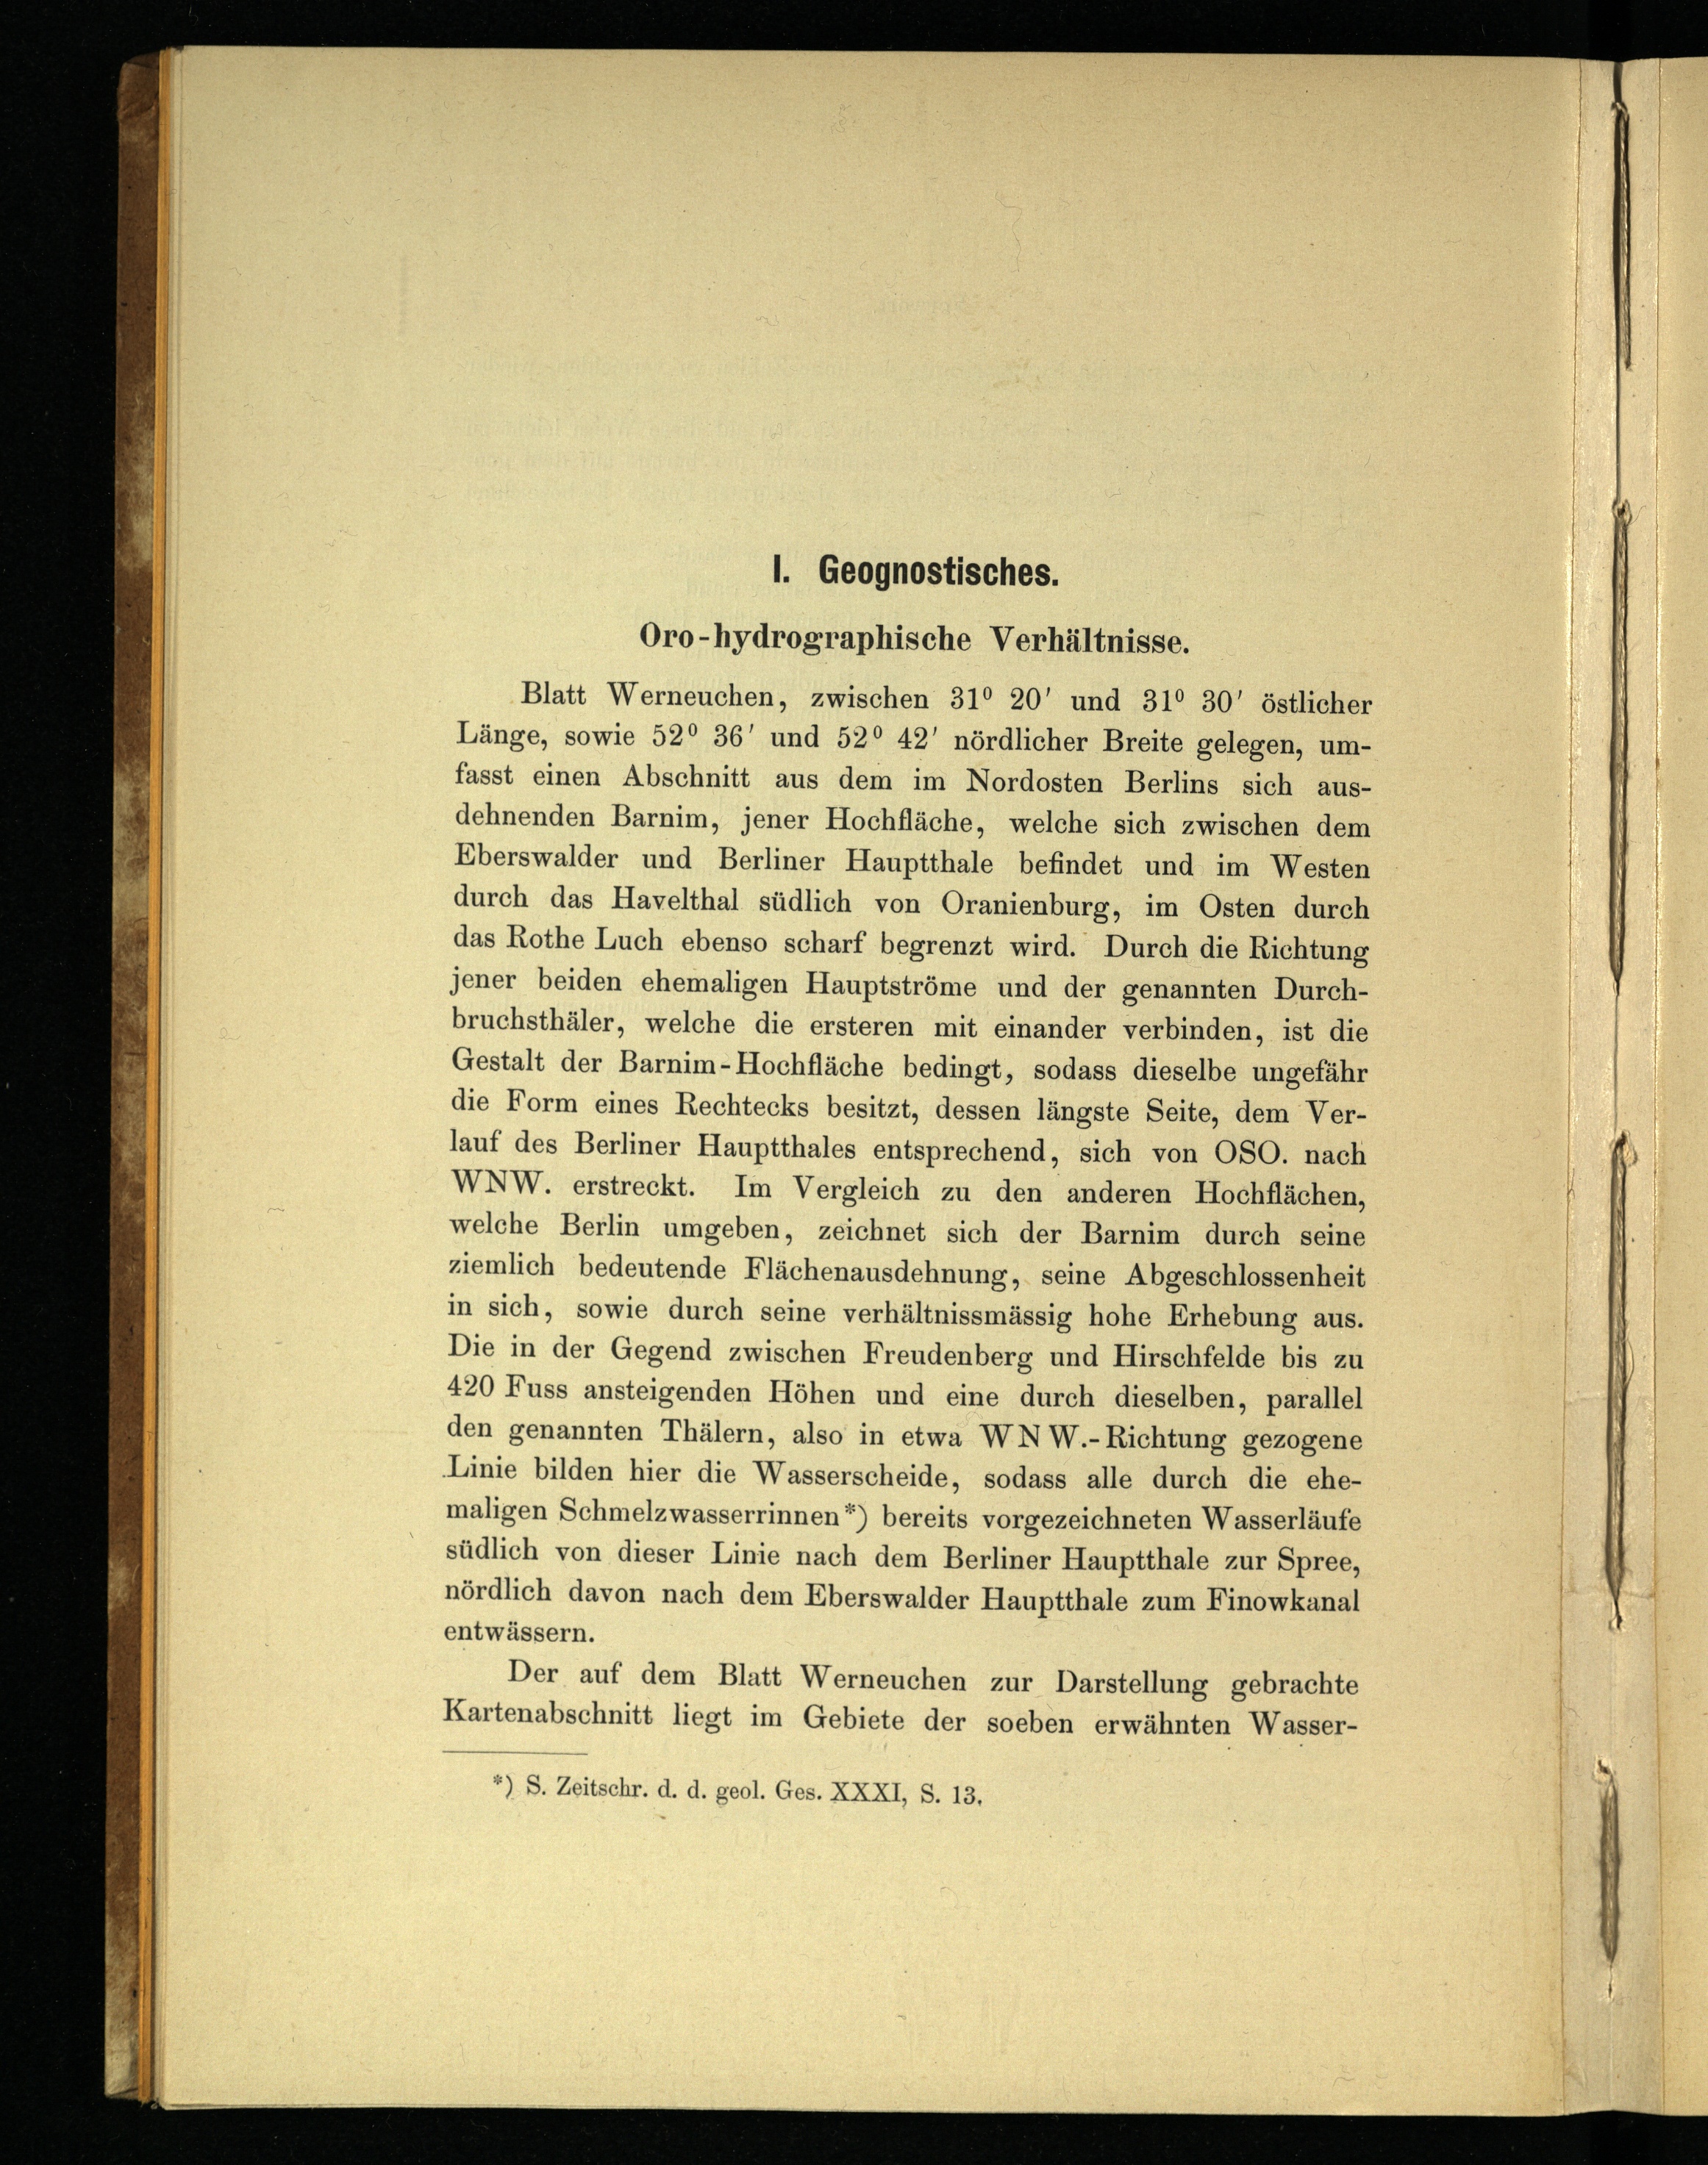 I. Geognostisches.
Oro-hydrographische Verhältnisse.
Blatt Werneuchen, zwischen 31⁰ 20′ und 31⁰ 30′ östlicher
Länge, sowie 52⁰ 36′ und 52⁰ 42′ nördlicher Breite gelegen, um-
fasst einen Abschnitt aus dem im Nordosten Berlins sich aus-
dehnenden Barnim, jener Hochfläche, welche sich zwischen dem
Eberswalder und Berliner Hauptthale befindet und im Westen
durch das Havelthal südlich von Oranienburg, im Osten durch
das Rothe Luch ebenso scharf begrenzt wird. Durch die Richtung
jener beiden ehemaligen Hauptströme und der genannten Durch-
bruchsthäler, welche die ersteren mit einander verbinden, ist die
Gestalt der Barnim-Hochfläche bedingt, sodass dieselbe ungefähr
die Form eines Rechtecks besitzt, dessen längste Seite, dem Ver-
lauf des Berliner Hauptthales entsprechend, sich von OSO. nach
WNW. erstreckt. Im Vergleich zu den anderen Hochflächen,
welche Berlin umgeben, zeichnet sich der Barnim durch seine
ziemlich bedeutende Flächenausdehnung, seine Abgeschlossenheit
in sich, sowie durch seine verhältnissmässig hohe Erhebung aus.
Die in der Gegend zwischen Freudenberg und Hirschfelde bis zu
420 Fuss ansteigenden Höhen und eine durch dieselben, parallel
den genannten Thälern, also in etwa WNW.-Richtung gezogene
Linie bilden hier die Wasserscheide, sodass alle durch die ehe-
maligen Schmelzwasserrinnen*) bereits vorgezeichneten Wasserläufe
südlich von dieser Linie nach dem Berliner Hauptthale zur Spree,
nördlich davon nach dem Eberswalder Hauptthale zum Finowkanal
entwässern.
Der auf dem Blatt Werneuchen zur Darstellung gebrachte
Kartenabschnitt liegt im Gebiete der soeben erwähnten Wasser-
*) S. Zeitschr. d. d. geol. Ges. XXXI, S. 13.